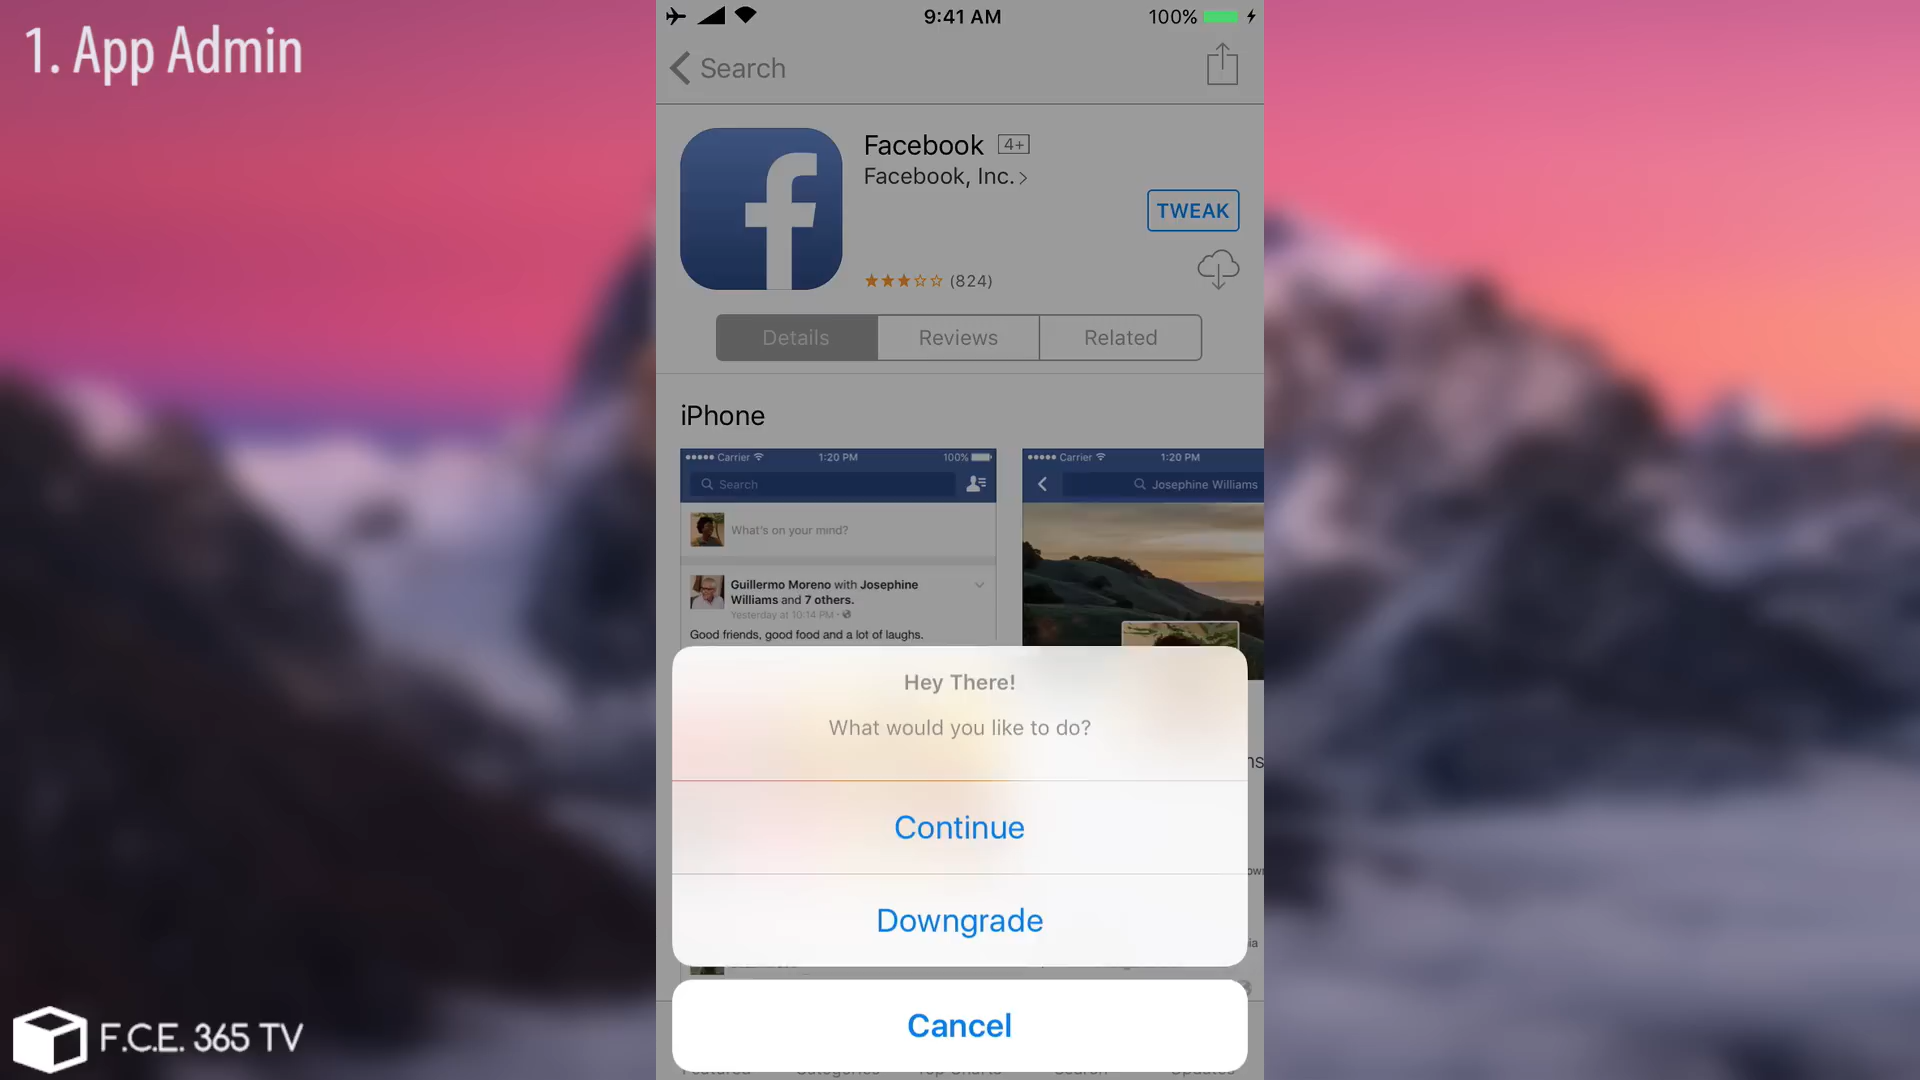 1. App Admin
9:41 AM
100%
Search
Facebook 4+
Facebook, Inc.
TWEAK
(824)
Details
Reviews
Related
iPhone
Carrier
1:20 PM
100%
Search
What's on your mind?
Guillermo Moreno with Josephine
Williams and 7 others.
Yesterday at 10:14 PM
Good friends, good food and a lot of laughs.
Carrier
1:20 PM
Josephine Williams
Hey There!
What would you like to do?
Continue
Downgrade
Cancel
F.C.E. 365 TV